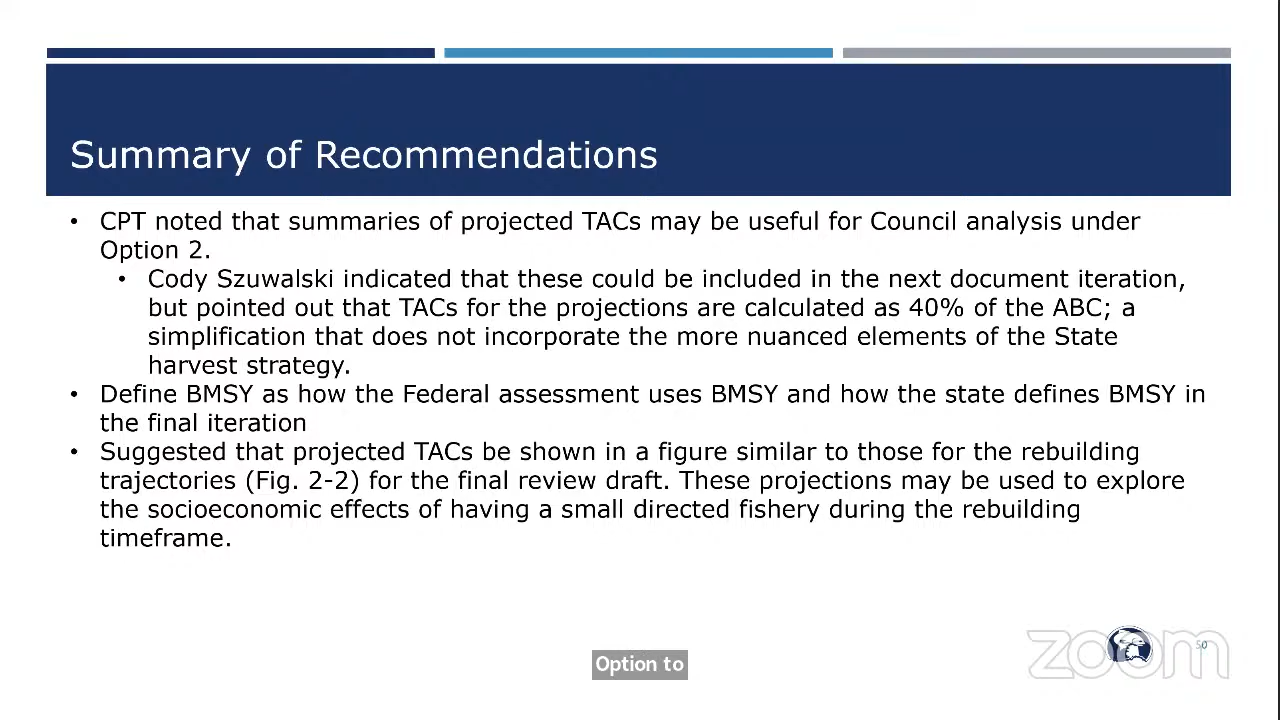 Summary of Recommendations
• CPT noted that summaries of projected TACs may be useful for Council analysis under
Option 2.
• Cody Szuwalski indicated that these could be included in the next document iteration,
but pointed out that TACs for the projections are calculated as 40% of the ABC; a
simplification that does not incorporate the more nuanced elements of the State
harvest strategy.
• Define BMSY as how the Federal assessment uses BMSY and how the state defines BMSY in
the final iteration
• Suggested that projected TACs be shown in a figure similar to those for the rebuilding
trajectories (Fig. 2-2) for the final review draft. These projections may be used to explore
the socioeconomic effects of having a small directed fishery during the rebuilding
timeframe.
zoom
50
Option to